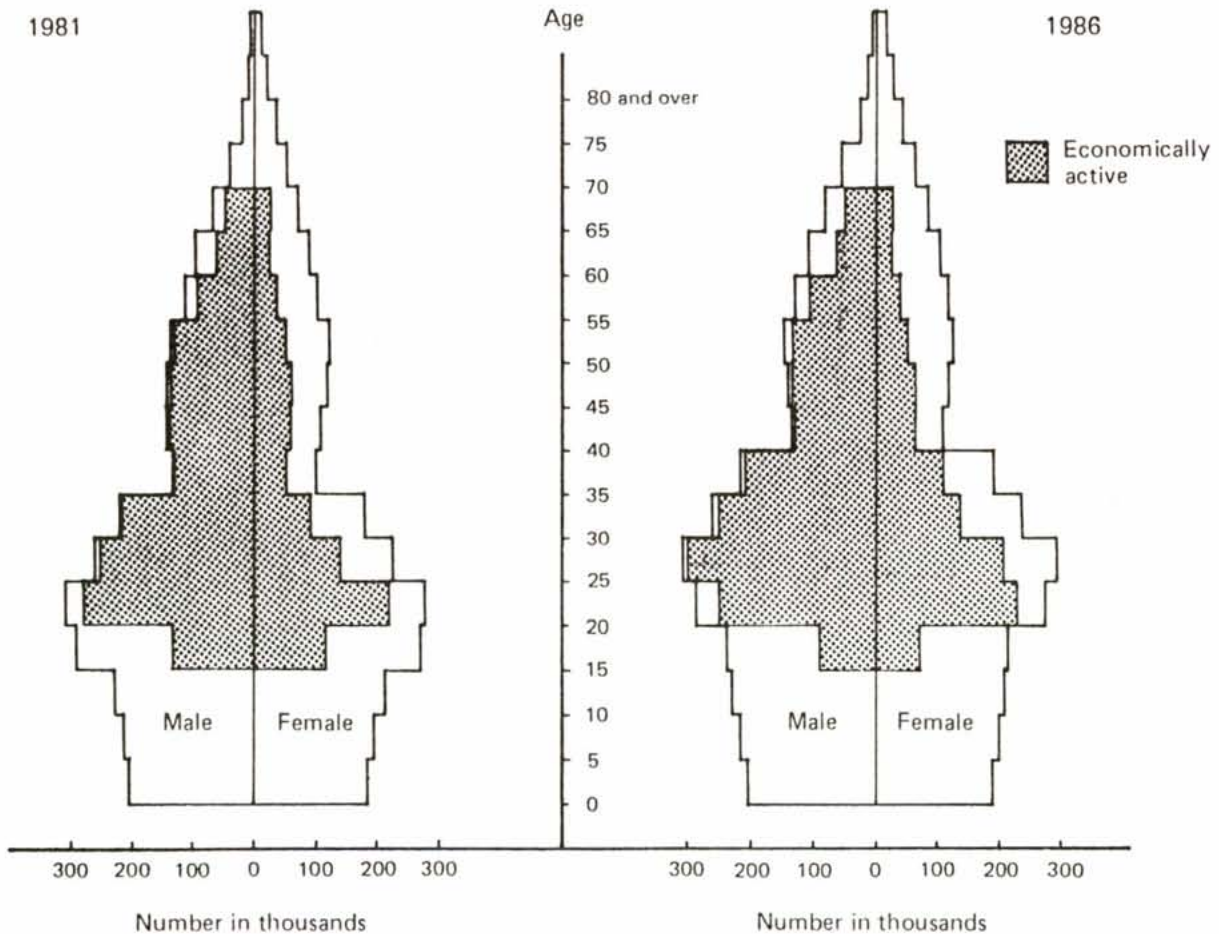 1981
Age
1986
80 and over
75
70
65
60
55
50
45
40
35
30
25
20
15
10
5
0
Economically
active
Male
Female
Male
Female
300 200 100 0 100 200 300
300 200 100 0 100 200 300
Number in thousands
Number in thousands